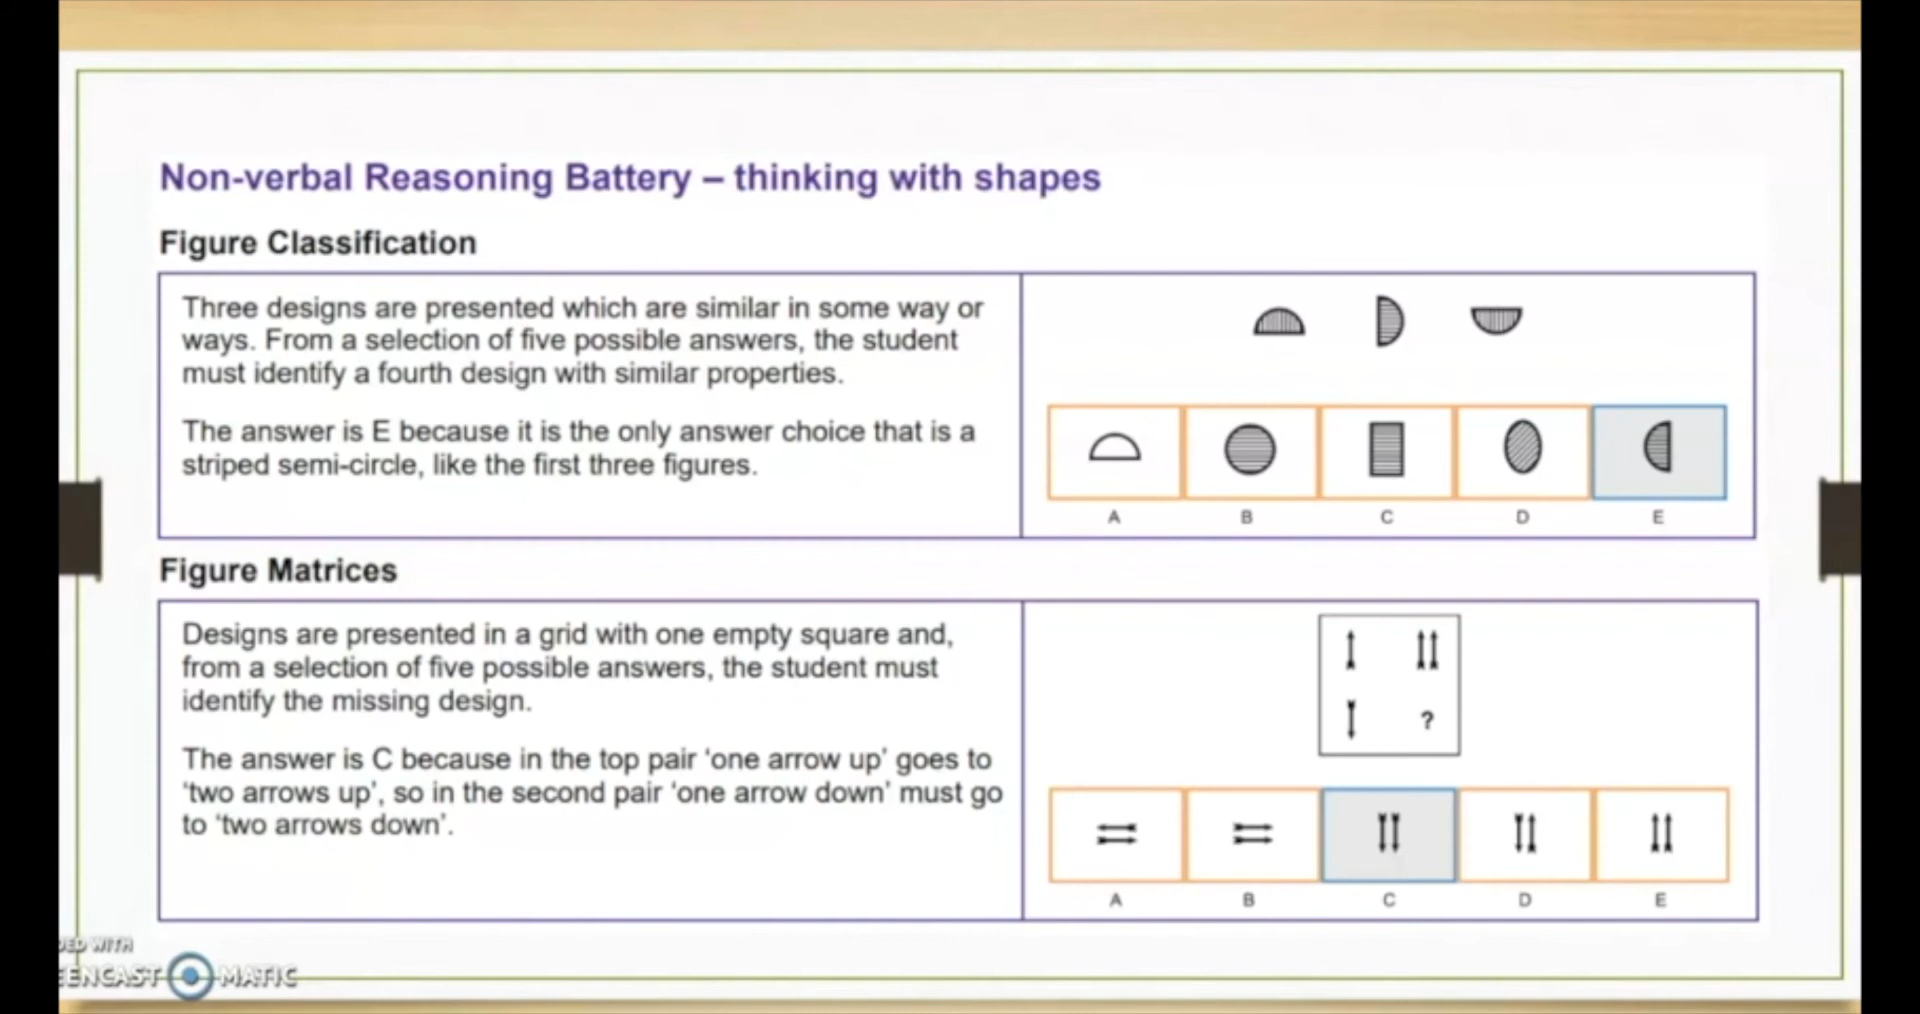 Non-verbal Reasoning Battery – thinking with shapes
Figure Classification
Three designs are presented which are similar in some way or
ways. From a selection of five possible answers, the student
must identify a fourth design with similar properties.
The answer is E because it is the only answer choice that is a
striped semi-circle, like the first three figures.
A B C D E
Figure Matrices
Designs are presented in a grid with one empty square and,
from a selection of five possible answers, the student must
identify the missing design.
The answer is C because in the top pair ‘one arrow up’ goes to
‘two arrows up’, so in the second pair ‘one arrow down’ must go
to ‘two arrows down’.
?
A B C D E
DED WITH
EENCAST MATIC